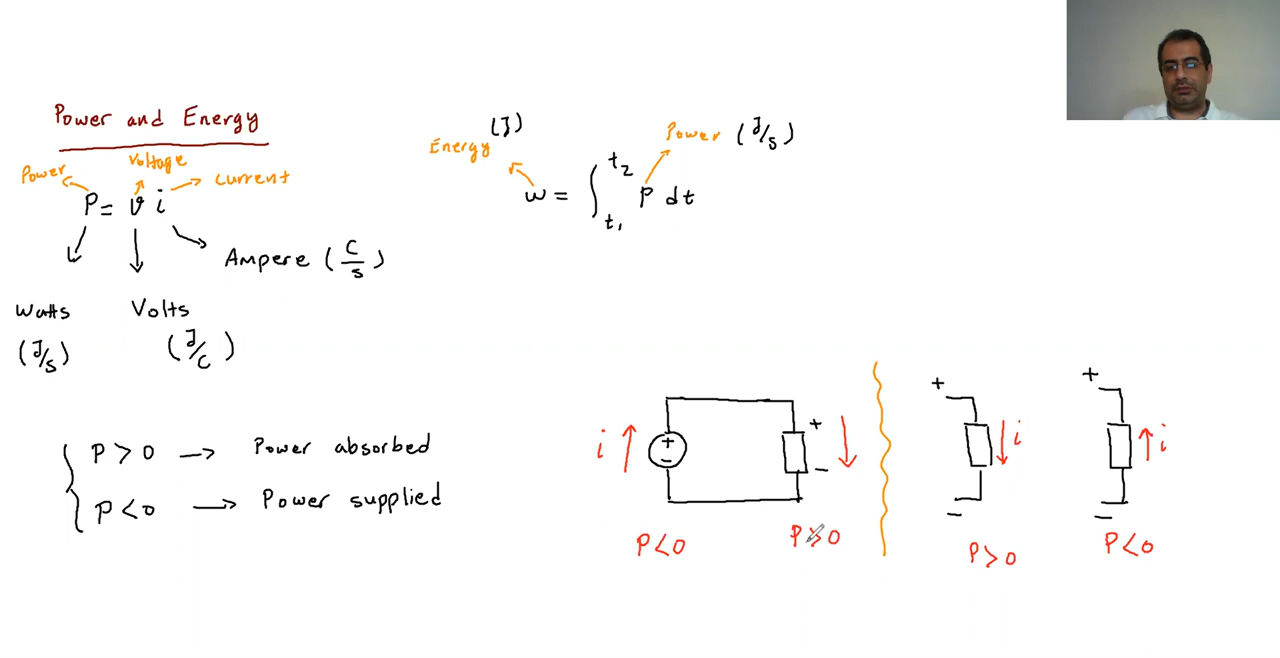 Power and Energy
Power
Voltage
current
P = v i
Ampere (C/s)
Watts
(J/s)
Volts
(J/C)
Energy (J)
Power (J/s)
w = ∫ t₁ t₂ P dt
P > 0 → Power absorbed
P < 0 → Power supplied
i
+
-
+
-
P < 0
P > 0
+
i
-
P > 0
+
i
-
P < 0